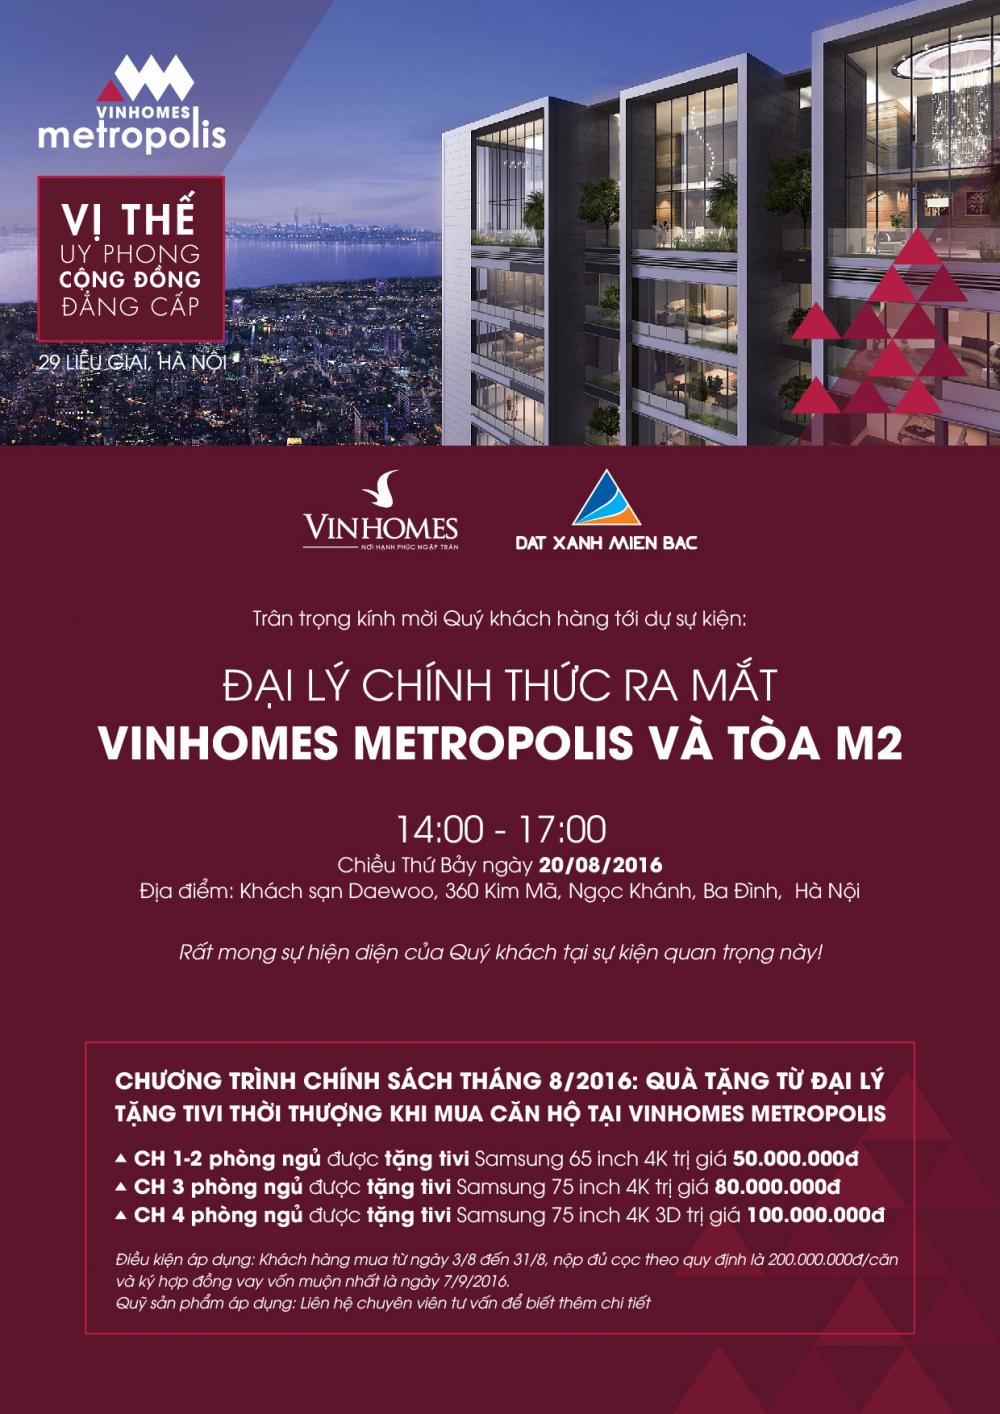 VINHOMES
metropolis
VỊ THẾ
UY PHONG
CỘNG ĐỒNG
ĐẲNG CẤP
29 LIỄU GIAI, HÀ NỘI
VINHOMES
NƠI HẠNH PHÚC NGẬP TRÀN
DAT XANH MIEN BAC
Trân trọng kính mời Quý khách hàng tới dự sự kiện:
ĐẠI LÝ CHÍNH THỨC RA MẮT
VINHOMES METROPOLIS VÀ TÒA M2
14:00 - 17:00
Chiều Thứ Bảy ngày 20/08/2016
Địa điểm: Khách sạn Daewoo, 360 Kim Mã, Ngọc Khánh, Ba Đình, Hà Nội
Rất mong sự hiện diện của Quý khách tại sự kiện quan trọng này!
CHƯƠNG TRÌNH CHÍNH SÁCH THÁNG 8/2016: QUÀ TẶNG TỪ ĐẠI LÝ
TẶNG TIVI THỜI THƯỢNG KHI MUA CĂN HỘ TẠI VINHOMES METROPOLIS
CH 1-2 phòng ngủ được tặng tivi Samsung 65 inch 4K trị giá 50.000.000đ
CH 3 phòng ngủ được tặng tivi Samsung 75 inch 4K trị giá 80.000.000đ
CH 4 phòng ngủ được tặng tivi Samsung 75 inch 4K 3D trị giá 100.000.000đ
Điều kiện áp dụng: Khách hàng mua từ ngày 3/8 đến 31/8, nộp đủ cọc theo quy định là 200.000.000đ/căn
và ký hợp đồng vay vốn muộn nhất là ngày 7/9/2016.
Quỹ sản phẩm áp dụng: Liên hệ chuyên viên tư vấn để biết thêm chi tiết